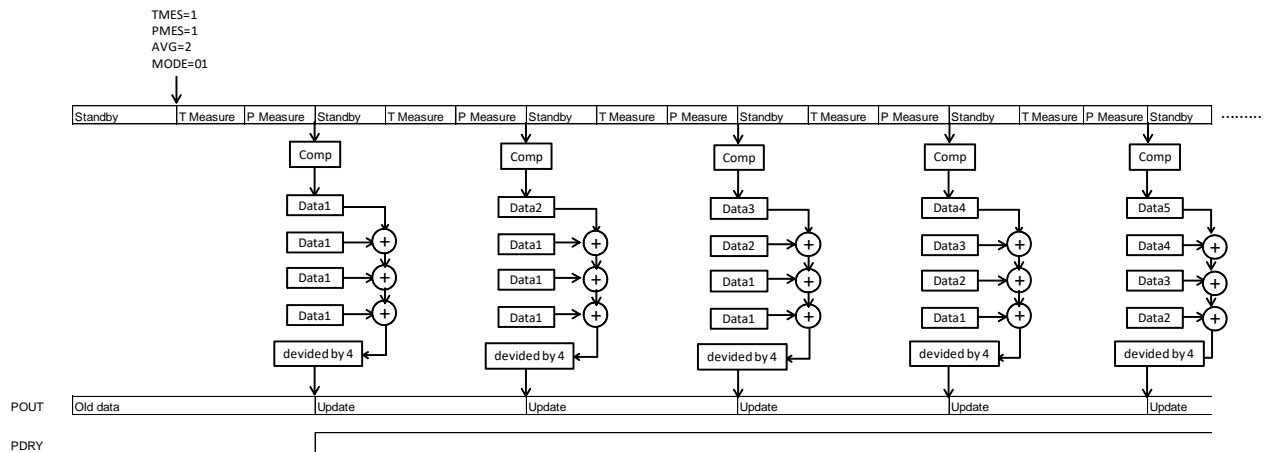 TMES=1
PMES=1
AVG=2
MODE=01
Standby T Measure P Measure Standby T Measure P Measure Standby T Measure P Measure Standby T Measure P Measure Standby T Measure P Measure Standby ..........
Comp Comp Comp Comp Comp
Data1 Data2 Data3 Data4 Data5
Data1 + Data1 + Data2 + Data3 + Data4 +
Data1 + Data1 + Data1 + Data2 + Data3 +
Data1 + Data1 + Data1 + Data1 + Data2 +
devided by 4 devided by 4 devided by 4 devided by 4 devided by 4
POUT Old data Update Update Update Update Update
PDRY